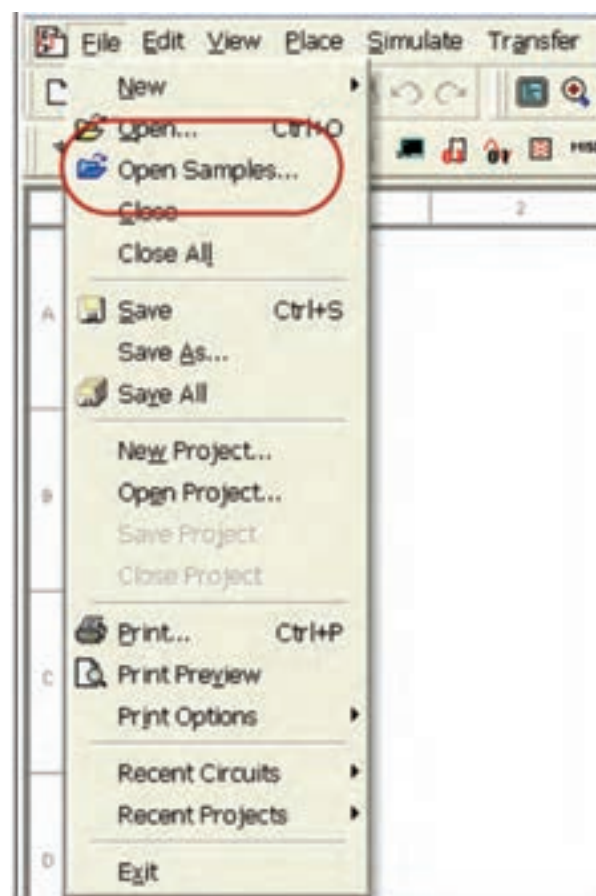 File Edit View Place Simulate Transfer
New
Open... Ctrl+O
Open Samples...
2
Close
Close All
A
Save Ctrl+S
Save As...
Save All
New Project...
B
Open Project...
Save Project
Close Project
Print... Ctrl+P
C
Print Preview
Print Options
Recent Circuits
Recent Projects
D
Exit